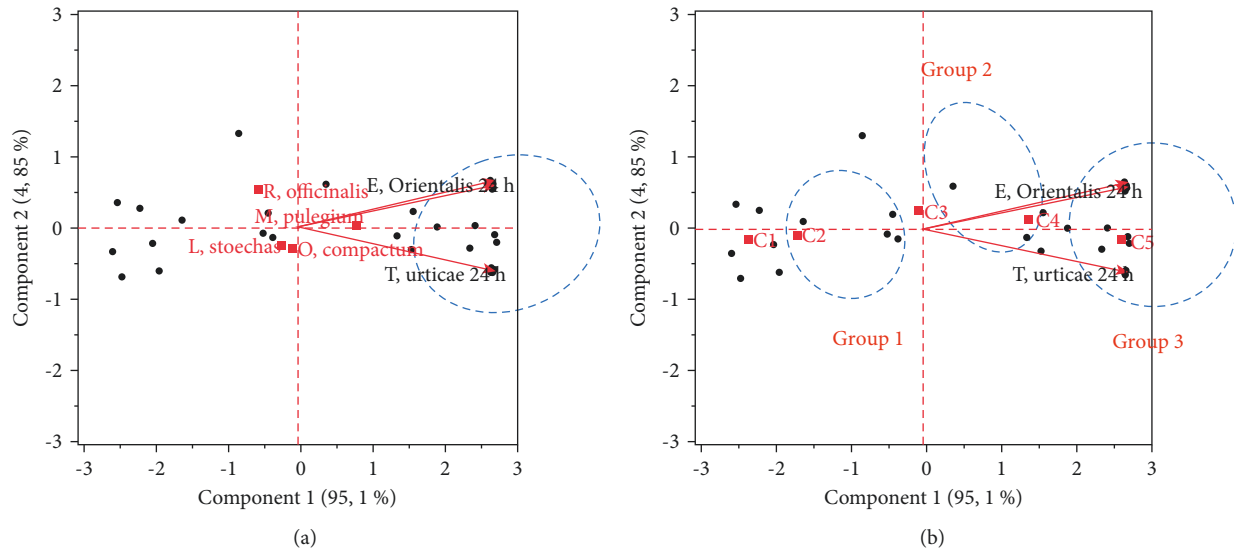 3
2
1
0
-1
-2
-3
Component 2 (4, 85 %)
E, Orientalis 24 h
R, officinalis
M, pulegium
L, stoechas
O, compactum
T, urticae 24 h
-3 -2 -1 0 1 2 3
Component 1 (95, 1 %)
(a)
3
2
1
0
-1
-2
-3
Component 2 (4, 85 %)
Group 2
E, Orientalis 24 h
C3
C4
C1
C2
C5
T, urticae 24 h
Group 1
Group 3
-3 -2 -1 0 1 2 3
Component 1 (95, 1 %)
(b)